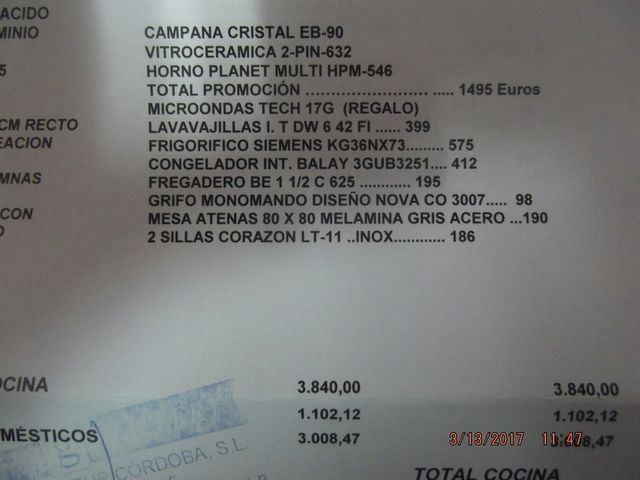 ACIDO
MINIO
CAMPANA CRISTAL EB-90
VITROCERAMICA 2-PIN-632
HORNO PLANET MULTI HPM-546
TOTAL PROMOCIÓN ............................. ..... 1495 Euros
MICROONDAS TECH 17G (REGALO)
CM RECTO
LAVAVAJILLAS I. T DW 6 42 FI ...... 399
EACION
FRIGORIFICO SIEMENS KG36NX73......... 575
CONGELADOR INT. BALAY 3GUB3251.... 412
MNAS
FREGADERO BE 1 1/2 C 625 ............ 195
GRIFO MONOMANDO DISEÑO NOVA CO 3007..... 98
CON
MESA ATENAS 80 X 80 MELAMINA GRIS ACERO ...190
2 SILLAS CORAZON LT-11 ..INOX............ 186
OCINA 3.840,00 3.840,00
1.102,12 1.102,12
MÉSTICOS 3.008,47 3.008,47
CÓRDOBA, S.L.
3/13/2017 11:47
TOTAL COCINA